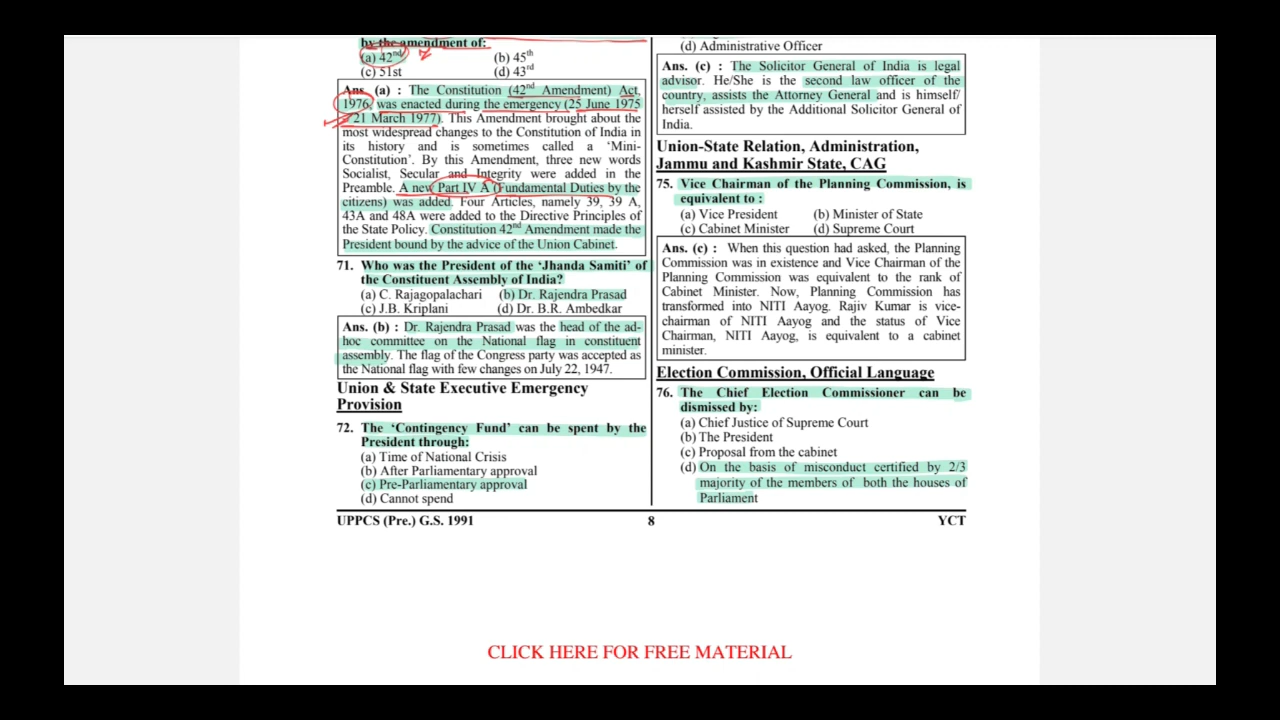 by the amendment of:
(a) 42nd (b) 45th
(c) 51st (d) 43rd
Ans. (a) : The Constitution (42nd Amendment) Act,
1976, was enacted during the emergency (25 June 1975
21 March 1977). This Amendment brought about the
most widespread changes to the Constitution of India in
its history and is sometimes called a ‘Mini-
Constitution’. By this Amendment, three new words
Socialist, Secular and Integrity were added in the
Preamble. A new Part IV A (Fundamental Duties by the
citizens) was added. Four Articles, namely 39, 39 A,
43A and 48A were added to the Directive Principles of
the State Policy. Constitution 42nd Amendment made the
President bound by the advice of the Union Cabinet.
71. Who was the President of the ‘Jhanda Samiti’ of
the Constituent Assembly of India?
(a) C. Rajagopalachari (b) Dr. Rajendra Prasad
(c) J.B. Kriplani (d) Dr. B.R. Ambedkar
Ans. (b) : Dr. Rajendra Prasad was the head of the ad-
hoc committee on the National flag in constituent
assembly. The flag of the Congress party was accepted as
the National flag with few changes on July 22, 1947.
Union & State Executive Emergency
Provision
72. The ‘Contingency Fund’ can be spent by the
President through:
(a) Time of National Crisis
(b) After Parliamentary approval
(c) Pre-Parliamentary approval
(d) Cannot spend
(d) Administrative Officer
Ans. (c) : The Solicitor General of India is legal
advisor. He/She is the second law officer of the
country, assists the Attorney General and is himself/
herself assisted by the Additional Solicitor General of
India.
Union-State Relation, Administration,
Jammu and Kashmir State, CAG
75. Vice Chairman of the Planning Commission, is
equivalent to :
(a) Vice President (b) Minister of State
(c) Cabinet Minister (d) Supreme Court
Ans. (c) : When this question had asked, the Planning
Commission was in existence and Vice Chairman of the
Planning Commission was equivalent to the rank of
Cabinet Minister. Now, Planning Commission has
transformed into NITI Aayog. Rajiv Kumar is vice-
chairman of NITI Aayog and the status of Vice
Chairman, NITI Aayog, is equivalent to a cabinet
minister.
Election Commission, Official Language
76. The Chief Election Commissioner can be
dismissed by:
(a) Chief Justice of Supreme Court
(b) The President
(c) Proposal from the cabinet
(d) On the basis of misconduct certified by 2/3
majority of the members of both the houses of
Parliament
UPPCS (Pre.) G.S. 1991 8 YCT
CLICK HERE FOR FREE MATERIAL